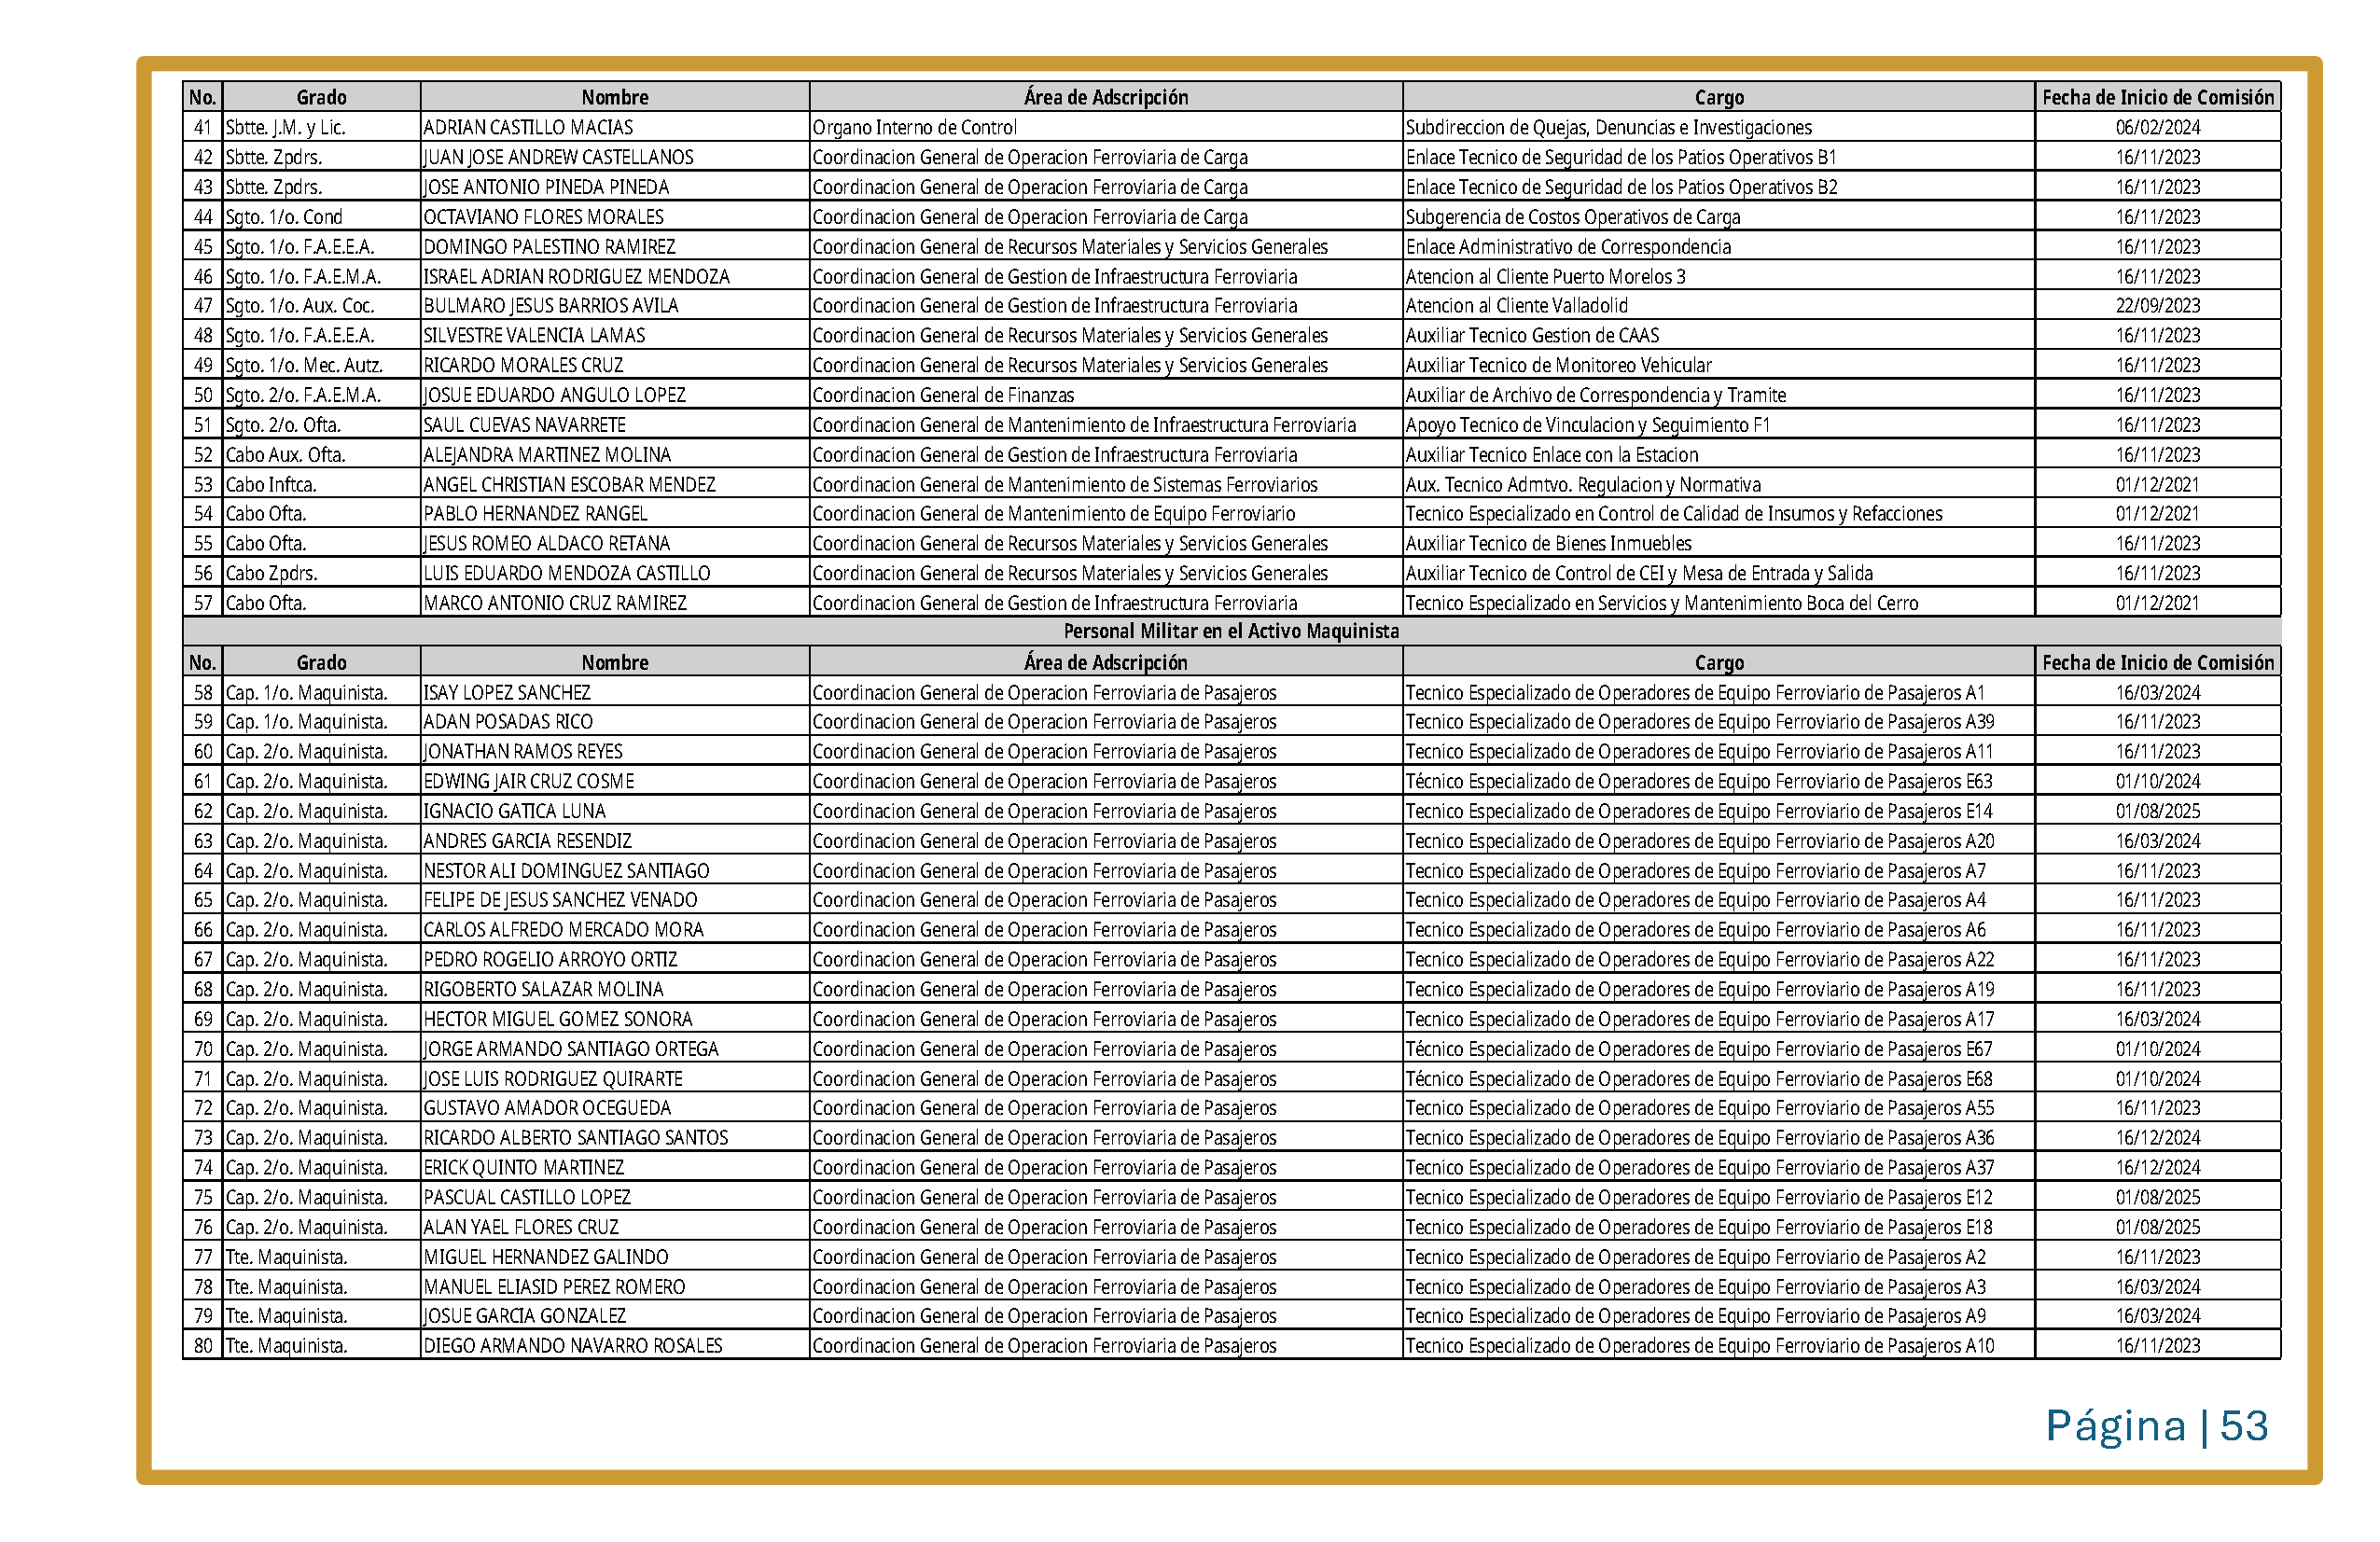 No. Grado Nombre Área de Adscripción Cargo Fecha de Inicio de Comisión
41 Sbtte. J.M. y Lic. ADRIAN CASTILLO MACIAS Organo Interno de Control Subdireccion de Quejas, Denuncias e Investigaciones 06/02/2024
42 Sbtte. Zpdrs. JUAN JOSE ANDREW CASTELLANOS Coordinacion General de Operacion Ferroviaria de Carga Enlace Tecnico de Seguridad de los Patios Operativos B1 16/11/2023
43 Sbtte. Zpdrs. JOSE ANTONIO PINEDA PINEDA Coordinacion General de Operacion Ferroviaria de Carga Enlace Tecnico de Seguridad de los Patios Operativos B2 16/11/2023
44 Sgto. 1/o. Cond OCTAVIANO FLORES MORALES Coordinacion General de Operacion Ferroviaria de Carga Subgerencia de Costos Operativos de Carga 16/11/2023
45 Sgto. 1/o. F.A.E.E.A. DOMINGO PALESTINO RAMIREZ Coordinacion General de Recursos Materiales y Servicios Generales Enlace Administrativo de Correspondencia 16/11/2023
46 Sgto. 1/o. F.A.E.M.A. ISRAEL ADRIAN RODRIGUEZ MENDOZA Coordinacion General de Gestion de Infraestructura Ferroviaria Atencion al Cliente Puerto Morelos 3 16/11/2023
47 Sgto. 1/o. Aux. Coc. BULMARO JESUS BARRIOS AVILA Coordinacion General de Gestion de Infraestructura Ferroviaria Atencion al Cliente Valladolid 22/09/2023
48 Sgto. 1/o. F.A.E.E.A. SILVESTRE VALENCIA LAMAS Coordinacion General de Recursos Materiales y Servicios Generales Auxiliar Tecnico Gestion de CAAS 16/11/2023
49 Sgto. 1/o. Mec. Autz. RICARDO MORALES CRUZ Coordinacion General de Recursos Materiales y Servicios Generales Auxiliar Tecnico de Monitoreo Vehicular 16/11/2023
50 Sgto. 2/o. F.A.E.M.A. JOSUE EDUARDO ANGULO LOPEZ Coordinacion General de Finanzas Auxiliar de Archivo de Correspondencia y Tramite 16/11/2023
51 Sgto. 2/o. Ofta. SAUL CUEVAS NAVARRETE Coordinacion General de Mantenimiento de Infraestructura Ferroviaria Apoyo Tecnico de Vinculacion y Seguimiento F1 16/11/2023
52 Cabo Aux. Ofta. ALEJANDRA MARTINEZ MOLINA Coordinacion General de Gestion de Infraestructura Ferroviaria Auxiliar Tecnico Enlace con la Estacion 16/11/2023
53 Cabo Inftca. ANGEL CHRISTIAN ESCOBAR MENDEZ Coordinacion General de Mantenimiento de Sistemas Ferroviarios Aux. Tecnico Admtvo. Regulacion y Normativa 01/12/2021
54 Cabo Ofta. PABLO HERNANDEZ RANGEL Coordinacion General de Mantenimiento de Equipo Ferroviario Tecnico Especializado en Control de Calidad de Insumos y Refacciones 01/12/2021
55 Cabo Ofta. JESUS ROMEO ALDACO RETANA Coordinacion General de Recursos Materiales y Servicios Generales Auxiliar Tecnico de Bienes Inmuebles 16/11/2023
56 Cabo Zpdrs. LUIS EDUARDO MENDOZA CASTILLO Coordinacion General de Recursos Materiales y Servicios Generales Auxiliar Tecnico de Control de CEI y Mesa de Entrada y Salida 16/11/2023
57 Cabo Ofta. MARCO ANTONIO CRUZ RAMIREZ Coordinacion General de Gestion de Infraestructura Ferroviaria Tecnico Especializado en Servicios y Mantenimiento Boca del Cerro 01/12/2021
Personal Militar en el Activo Maquinista
No. Grado Nombre Área de Adscripción Cargo Fecha de Inicio de Comisión
58 Cap. 1/o. Maquinista. ISAY LOPEZ SANCHEZ Coordinacion General de Operacion Ferroviaria de Pasajeros Tecnico Especializado de Operadores de Equipo Ferroviario de Pasajeros A1 16/03/2024
59 Cap. 1/o. Maquinista. ADAN POSADAS RICO Coordinacion General de Operacion Ferroviaria de Pasajeros Tecnico Especializado de Operadores de Equipo Ferroviario de Pasajeros A39 16/11/2023
60 Cap. 2/o. Maquinista. JONATHAN RAMOS REYES Coordinacion General de Operacion Ferroviaria de Pasajeros Tecnico Especializado de Operadores de Equipo Ferroviario de Pasajeros A11 16/11/2023
61 Cap. 2/o. Maquinista. EDWING JAIR CRUZ COSME Coordinacion General de Operacion Ferroviaria de Pasajeros Técnico Especializado de Operadores de Equipo Ferroviario de Pasajeros E63 01/10/2024
62 Cap. 2/o. Maquinista. IGNACIO GATICA LUNA Coordinacion General de Operacion Ferroviaria de Pasajeros Tecnico Especializado de Operadores de Equipo Ferroviario de Pasajeros E14 01/08/2025
63 Cap. 2/o. Maquinista. ANDRES GARCIA RESENDIZ Coordinacion General de Operacion Ferroviaria de Pasajeros Tecnico Especializado de Operadores de Equipo Ferroviario de Pasajeros A20 16/03/2024
64 Cap. 2/o. Maquinista. NESTOR ALI DOMINGUEZ SANTIAGO Coordinacion General de Operacion Ferroviaria de Pasajeros Tecnico Especializado de Operadores de Equipo Ferroviario de Pasajeros A7 16/11/2023
65 Cap. 2/o. Maquinista. FELIPE DE JESUS SANCHEZ VENADO Coordinacion General de Operacion Ferroviaria de Pasajeros Tecnico Especializado de Operadores de Equipo Ferroviario de Pasajeros A4 16/11/2023
66 Cap. 2/o. Maquinista. CARLOS ALFREDO MERCADO MORA Coordinacion General de Operacion Ferroviaria de Pasajeros Tecnico Especializado de Operadores de Equipo Ferroviario de Pasajeros A6 16/11/2023
67 Cap. 2/o. Maquinista. PEDRO ROGELIO ARROYO ORTIZ Coordinacion General de Operacion Ferroviaria de Pasajeros Tecnico Especializado de Operadores de Equipo Ferroviario de Pasajeros A22 16/11/2023
68 Cap. 2/o. Maquinista. RIGOBERTO SALAZAR MOLINA Coordinacion General de Operacion Ferroviaria de Pasajeros Tecnico Especializado de Operadores de Equipo Ferroviario de Pasajeros A19 16/11/2023
69 Cap. 2/o. Maquinista. HECTOR MIGUEL GOMEZ SONORA Coordinacion General de Operacion Ferroviaria de Pasajeros Tecnico Especializado de Operadores de Equipo Ferroviario de Pasajeros A17 16/03/2024
70 Cap. 2/o. Maquinista. JORGE ARMANDO SANTIAGO ORTEGA Coordinacion General de Operacion Ferroviaria de Pasajeros Técnico Especializado de Operadores de Equipo Ferroviario de Pasajeros E67 01/10/2024
71 Cap. 2/o. Maquinista. JOSE LUIS RODRIGUEZ QUIRARTE Coordinacion General de Operacion Ferroviaria de Pasajeros Técnico Especializado de Operadores de Equipo Ferroviario de Pasajeros E68 01/10/2024
72 Cap. 2/o. Maquinista. GUSTAVO AMADOR OCEGUEDA Coordinacion General de Operacion Ferroviaria de Pasajeros Tecnico Especializado de Operadores de Equipo Ferroviario de Pasajeros A55 16/11/2023
73 Cap. 2/o. Maquinista. RICARDO ALBERTO SANTIAGO SANTOS Coordinacion General de Operacion Ferroviaria de Pasajeros Tecnico Especializado de Operadores de Equipo Ferroviario de Pasajeros A36 16/12/2024
74 Cap. 2/o. Maquinista. ERICK QUINTO MARTINEZ Coordinacion General de Operacion Ferroviaria de Pasajeros Tecnico Especializado de Operadores de Equipo Ferroviario de Pasajeros A37 16/12/2024
75 Cap. 2/o. Maquinista. PASCUAL CASTILLO LOPEZ Coordinacion General de Operacion Ferroviaria de Pasajeros Tecnico Especializado de Operadores de Equipo Ferroviario de Pasajeros E12 01/08/2025
76 Cap. 2/o. Maquinista. ALAN YAEL FLORES CRUZ Coordinacion General de Operacion Ferroviaria de Pasajeros Tecnico Especializado de Operadores de Equipo Ferroviario de Pasajeros E18 01/08/2025
77 Tte. Maquinista. MIGUEL HERNANDEZ GALINDO Coordinacion General de Operacion Ferroviaria de Pasajeros Tecnico Especializado de Operadores de Equipo Ferroviario de Pasajeros A2 16/11/2023
78 Tte. Maquinista. MANUEL ELIASID PEREZ ROMERO Coordinacion General de Operacion Ferroviaria de Pasajeros Tecnico Especializado de Operadores de Equipo Ferroviario de Pasajeros A3 16/03/2024
79 Tte. Maquinista. JOSUE GARCIA GONZALEZ Coordinacion General de Operacion Ferroviaria de Pasajeros Tecnico Especializado de Operadores de Equipo Ferroviario de Pasajeros A9 16/03/2024
80 Tte. Maquinista. DIEGO ARMANDO NAVARRO ROSALES Coordinacion General de Operacion Ferroviaria de Pasajeros Tecnico Especializado de Operadores de Equipo Ferroviario de Pasajeros A10 16/11/2023
Página | 53